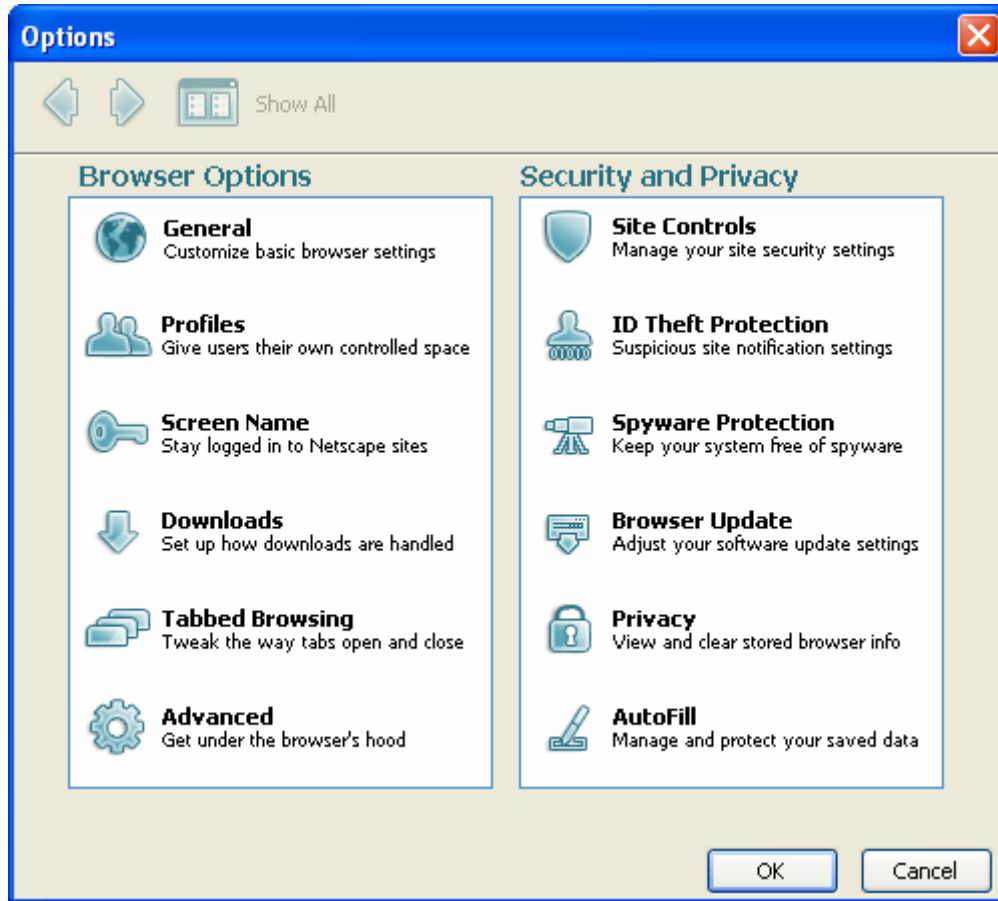 Options
Show All
Browser Options
General
Customize basic browser settings
Profiles
Give users their own controlled space
Screen Name
Stay logged in to Netscape sites
Downloads
Set up how downloads are handled
Tabbed Browsing
Tweak the way tabs open and close
Advanced
Get under the browser's hood
Security and Privacy
Site Controls
Manage your site security settings
ID Theft Protection
Suspicious site notification settings
Spyware Protection
Keep your system free of spyware
Browser Update
Adjust your software update settings
Privacy
View and clear stored browser info
AutoFill
Manage and protect your saved data
OK
Cancel